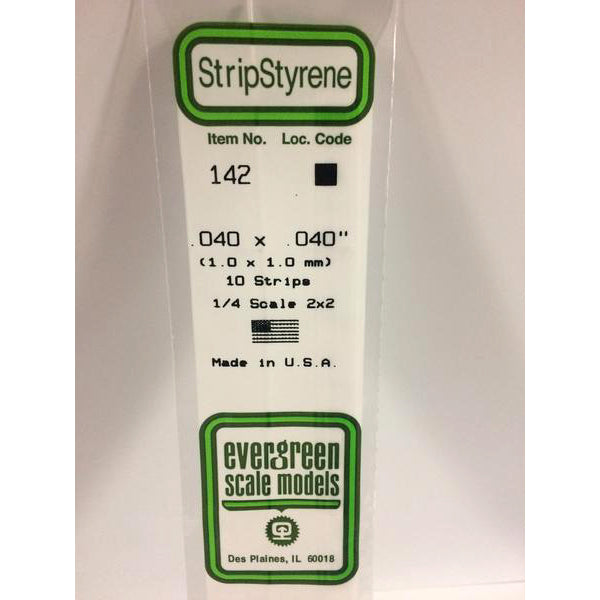 StripStyrene
Item No. Loc. Code
142
.040 x .040"
(1.0 x 1.0 mm)
10 Strips
1/4 Scale 2x2
Made in U.S.A.
evergreen
scale models
Des Plaines, IL 60018